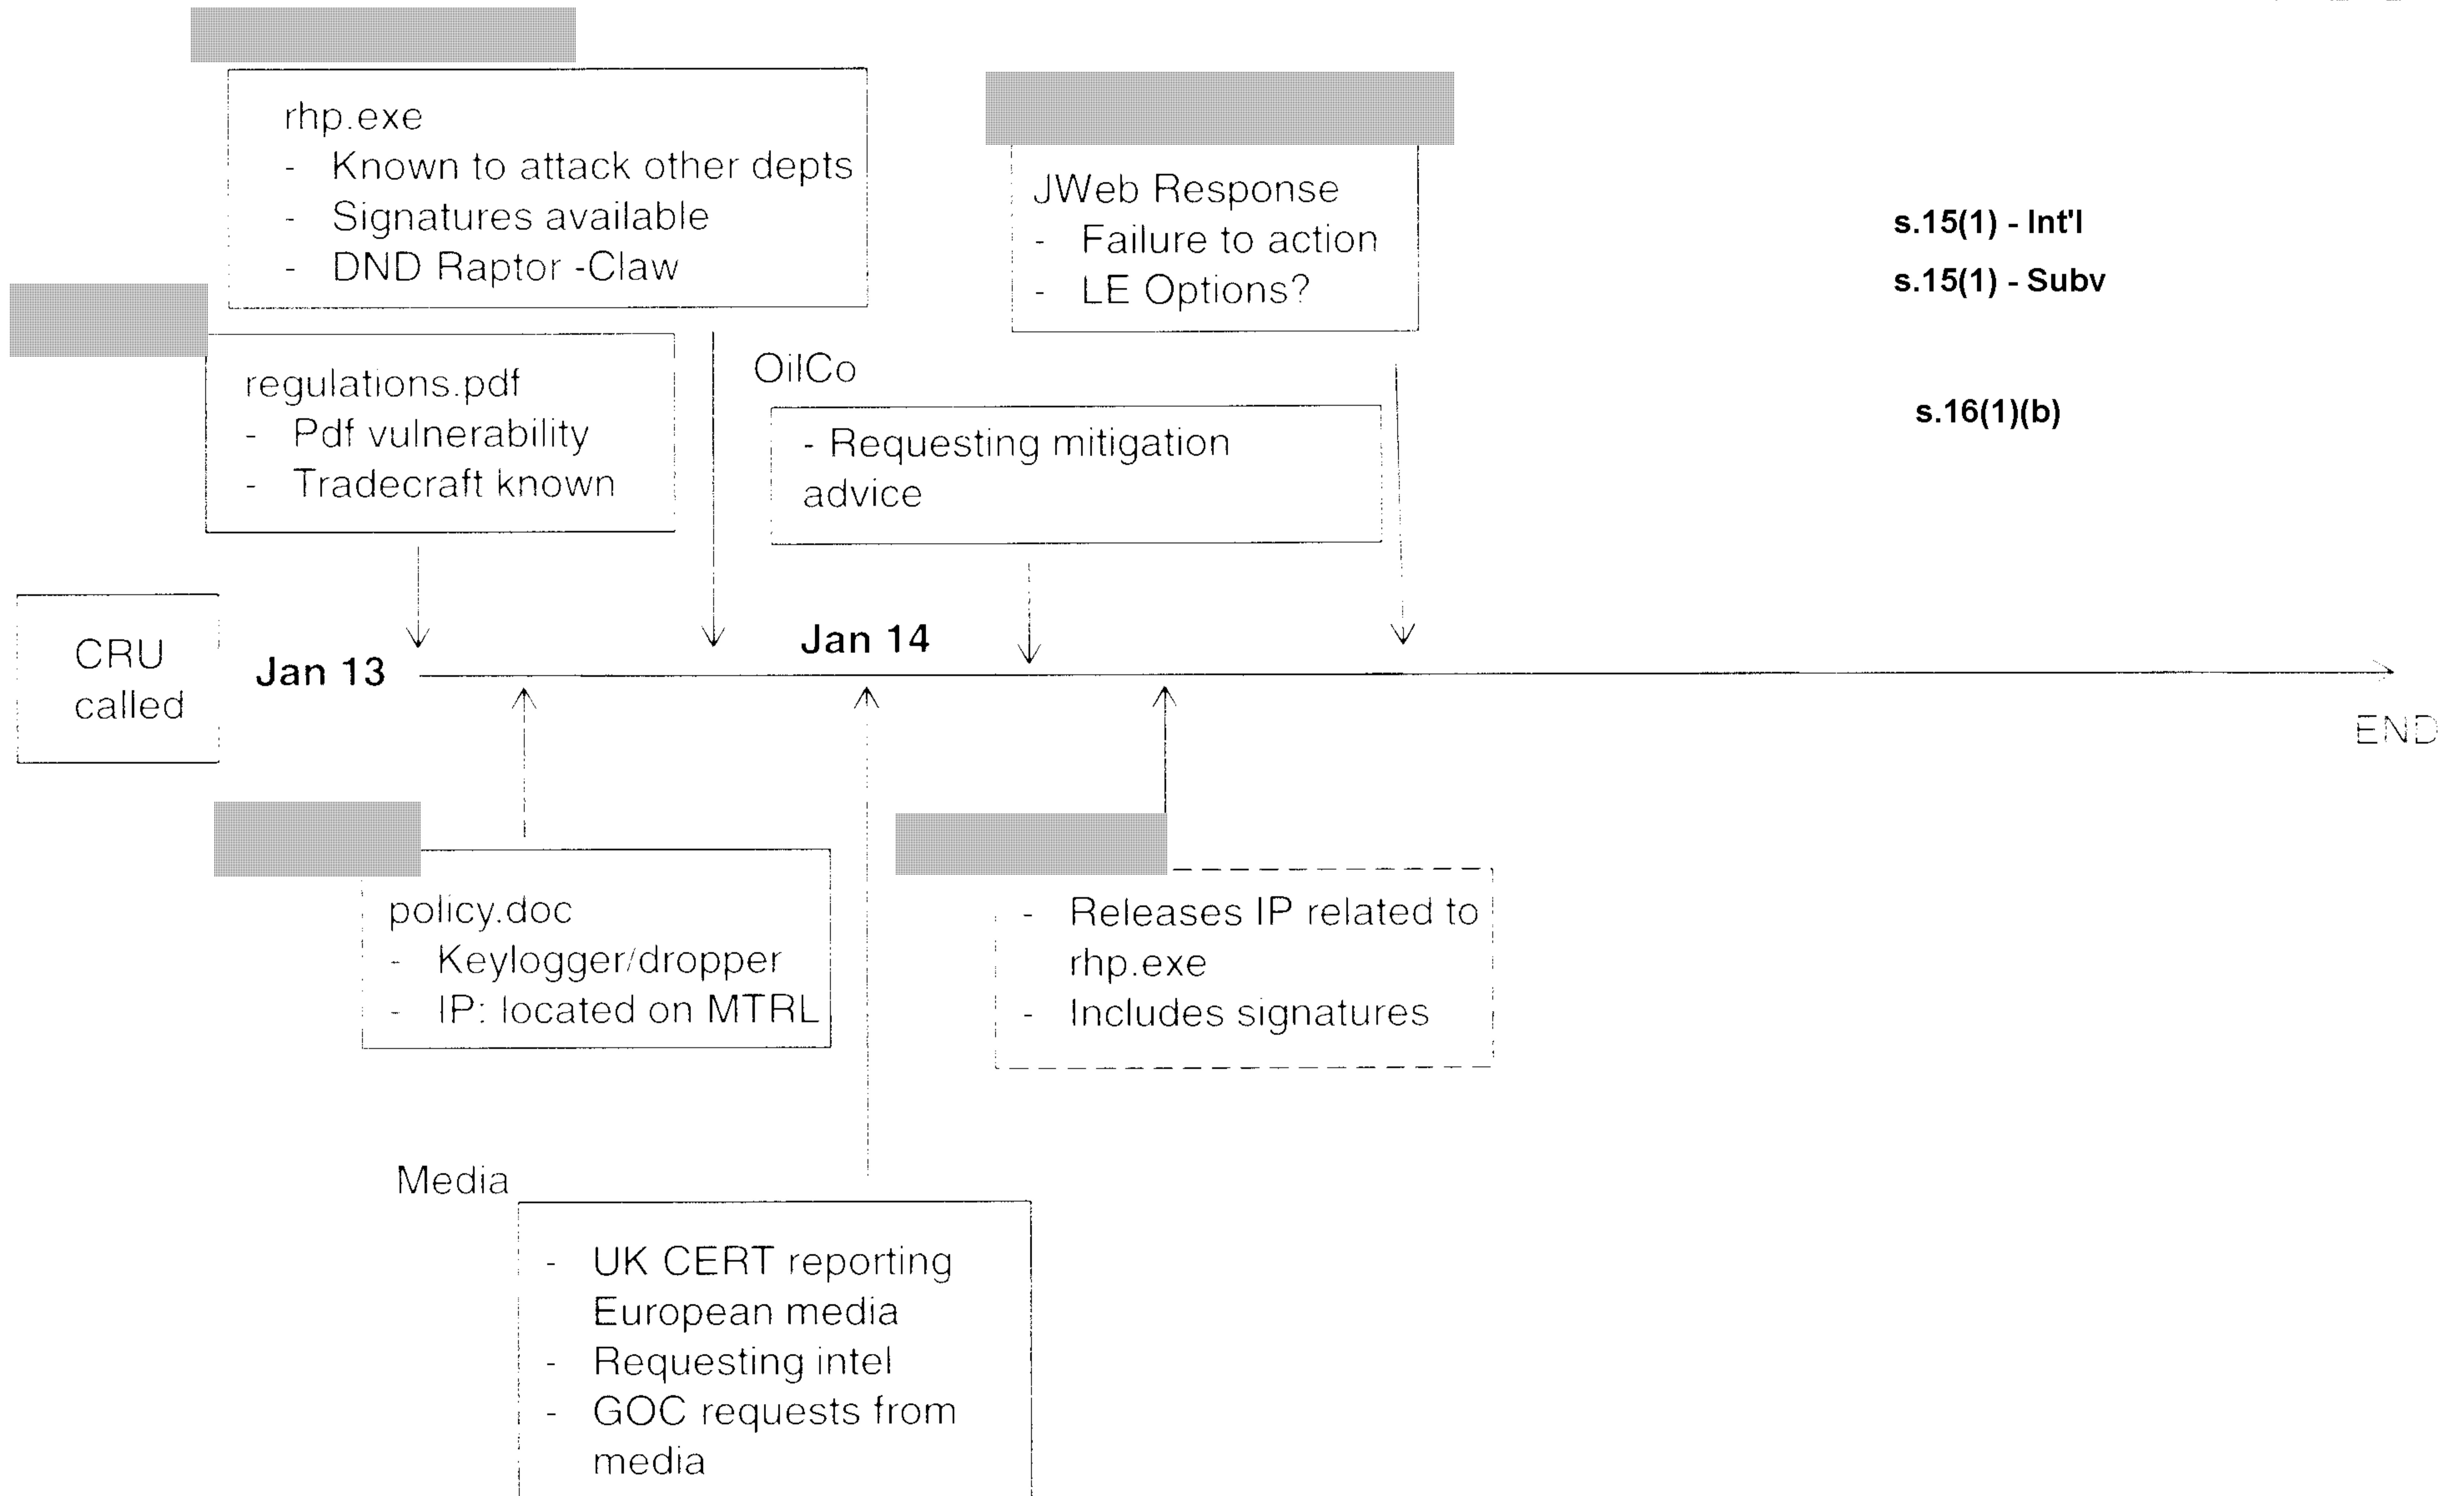 rhp.exe
- Known to attack other depts
- Signatures available
- DND Raptor -Claw
JWeb Response
- Failure to action
- LE Options?
s.15(1) - Int'l
s.15(1) - Subv
s.16(1)(b)
regulations.pdf
- Pdf vulnerability
- Tradecraft known
OilCo
- Requesting mitigation
advice
CRU
called
Jan 13
Jan 14
END
policy.doc
- Keylogger/dropper
- IP: located on MTRL
- Releases IP related to
rhp.exe
- Includes signatures
Media
- UK CERT reporting
European media
- Requesting intel
- GOC requests from
media